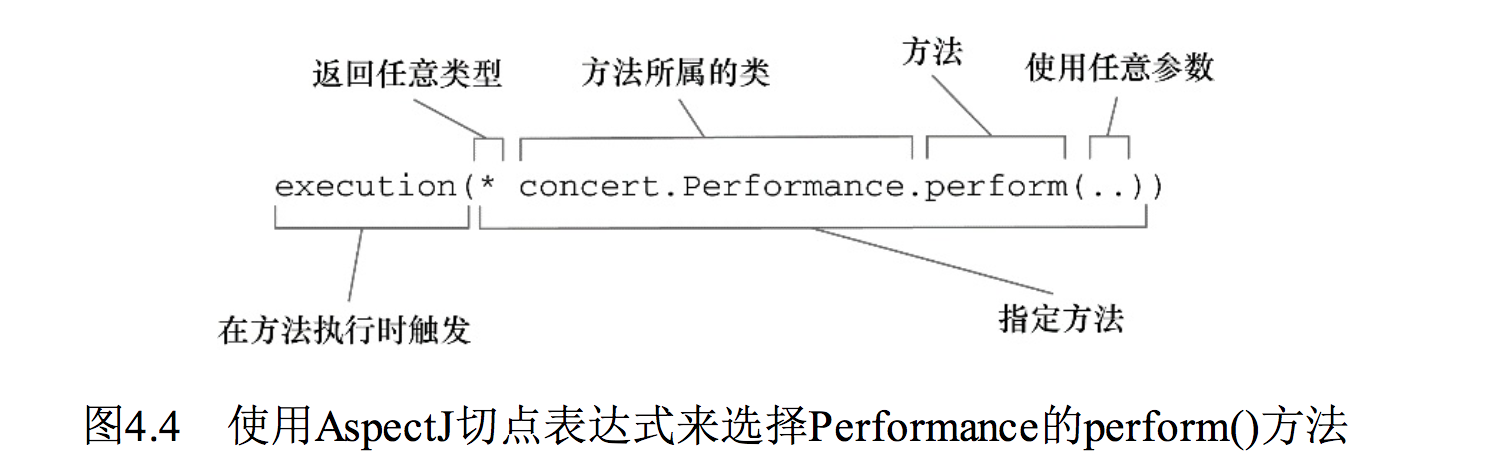 返回任意类型 方法所属的类 方法 使用任意参数
execution(* concert.Performance.perform(..))
在方法执行时触发 指定方法
图4.4 使用AspectJ切点表达式来选择Performance的perform()方法